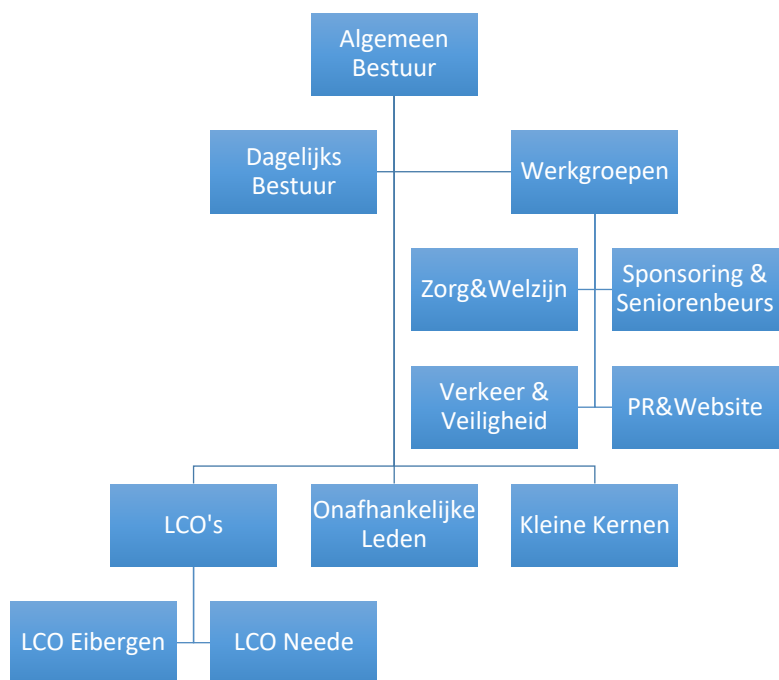 Algemeen
Bestuur
Dagelijks
Bestuur
Werkgroepen
Zorg&Welzijn
Sponsoring &
Seniorenbeurs
Verkeer &
Veiligheid
PR&Website
LCO's
Onafhankelijke
Leden
Kleine Kernen
LCO Eibergen
LCO Neede